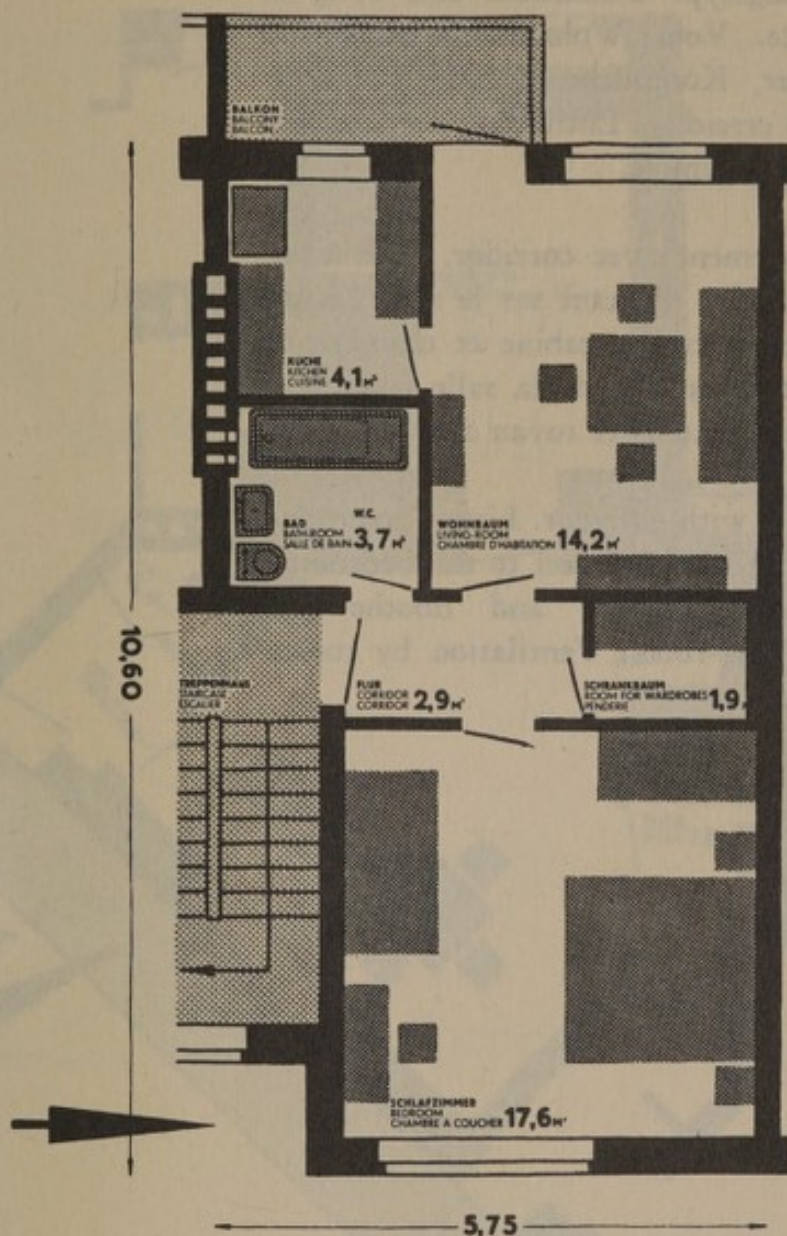 BALKON
BALCONY
BALCON
KÜCHE
KITCHEN
CUISINE 4,1 M²
BAD W.C.
BATH-ROOM
SALLE DE BAIN 3,7 M²
WOHNRAUM
LIVING-ROOM
CHAMBRE D'HABITATION 14,2 M²
10,60
TREPPENHAUS
STAIRCASE
ESCALIER
FLUR
CORRIDOR
CORRIDOR 2,9 M²
SCHRANKRAUM
ROOM FOR WARDROBES
PENDERIE 1,9
SCHLAFZIMMER
BEDROOM
CHAMBRE A COUCHER 17,6 M²
5,75